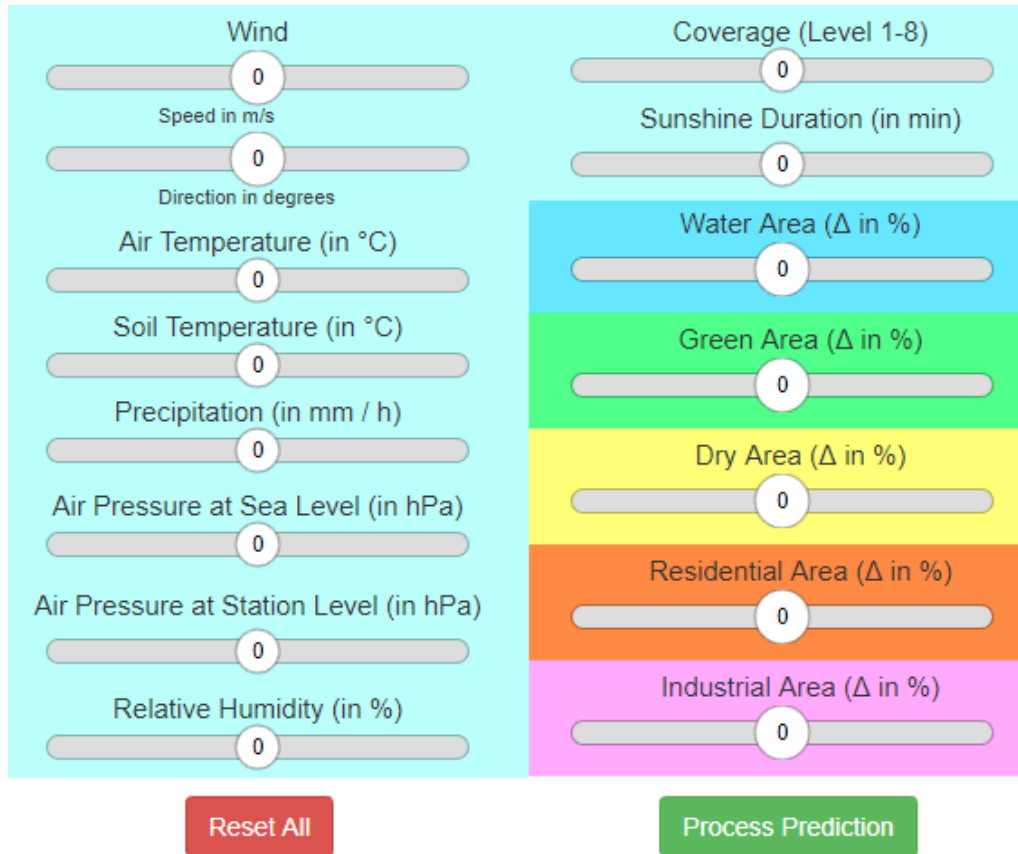 Wind
0
Speed in m/s
0
Direction in degrees
Air Temperature (in °C)
0
Soil Temperature (in °C)
0
Precipitation (in mm / h)
0
Air Pressure at Sea Level (in hPa)
0
Air Pressure at Station Level (in hPa)
0
Relative Humidity (in %)
0
Coverage (Level 1-8)
0
Sunshine Duration (in min)
0
Water Area (Δ in %)
0
Green Area (Δ in %)
0
Dry Area (Δ in %)
0
Residential Area (Δ in %)
0
Industrial Area (Δ in %)
0
Reset All
Process Prediction